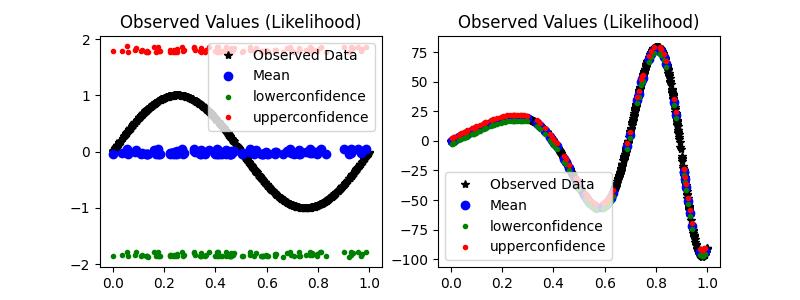 Observed Values (Likelihood)
2
1
0
−1
−2
0.0 0.2 0.4 0.6 0.8 1.0
Observed Data
Mean
lowerconfidence
upperconfidence
Observed Values (Likelihood)
75
50
25
0
−25
−50
−75
−100
0.0 0.2 0.4 0.6 0.8 1.0
Observed Data
Mean
lowerconfidence
upperconfidence